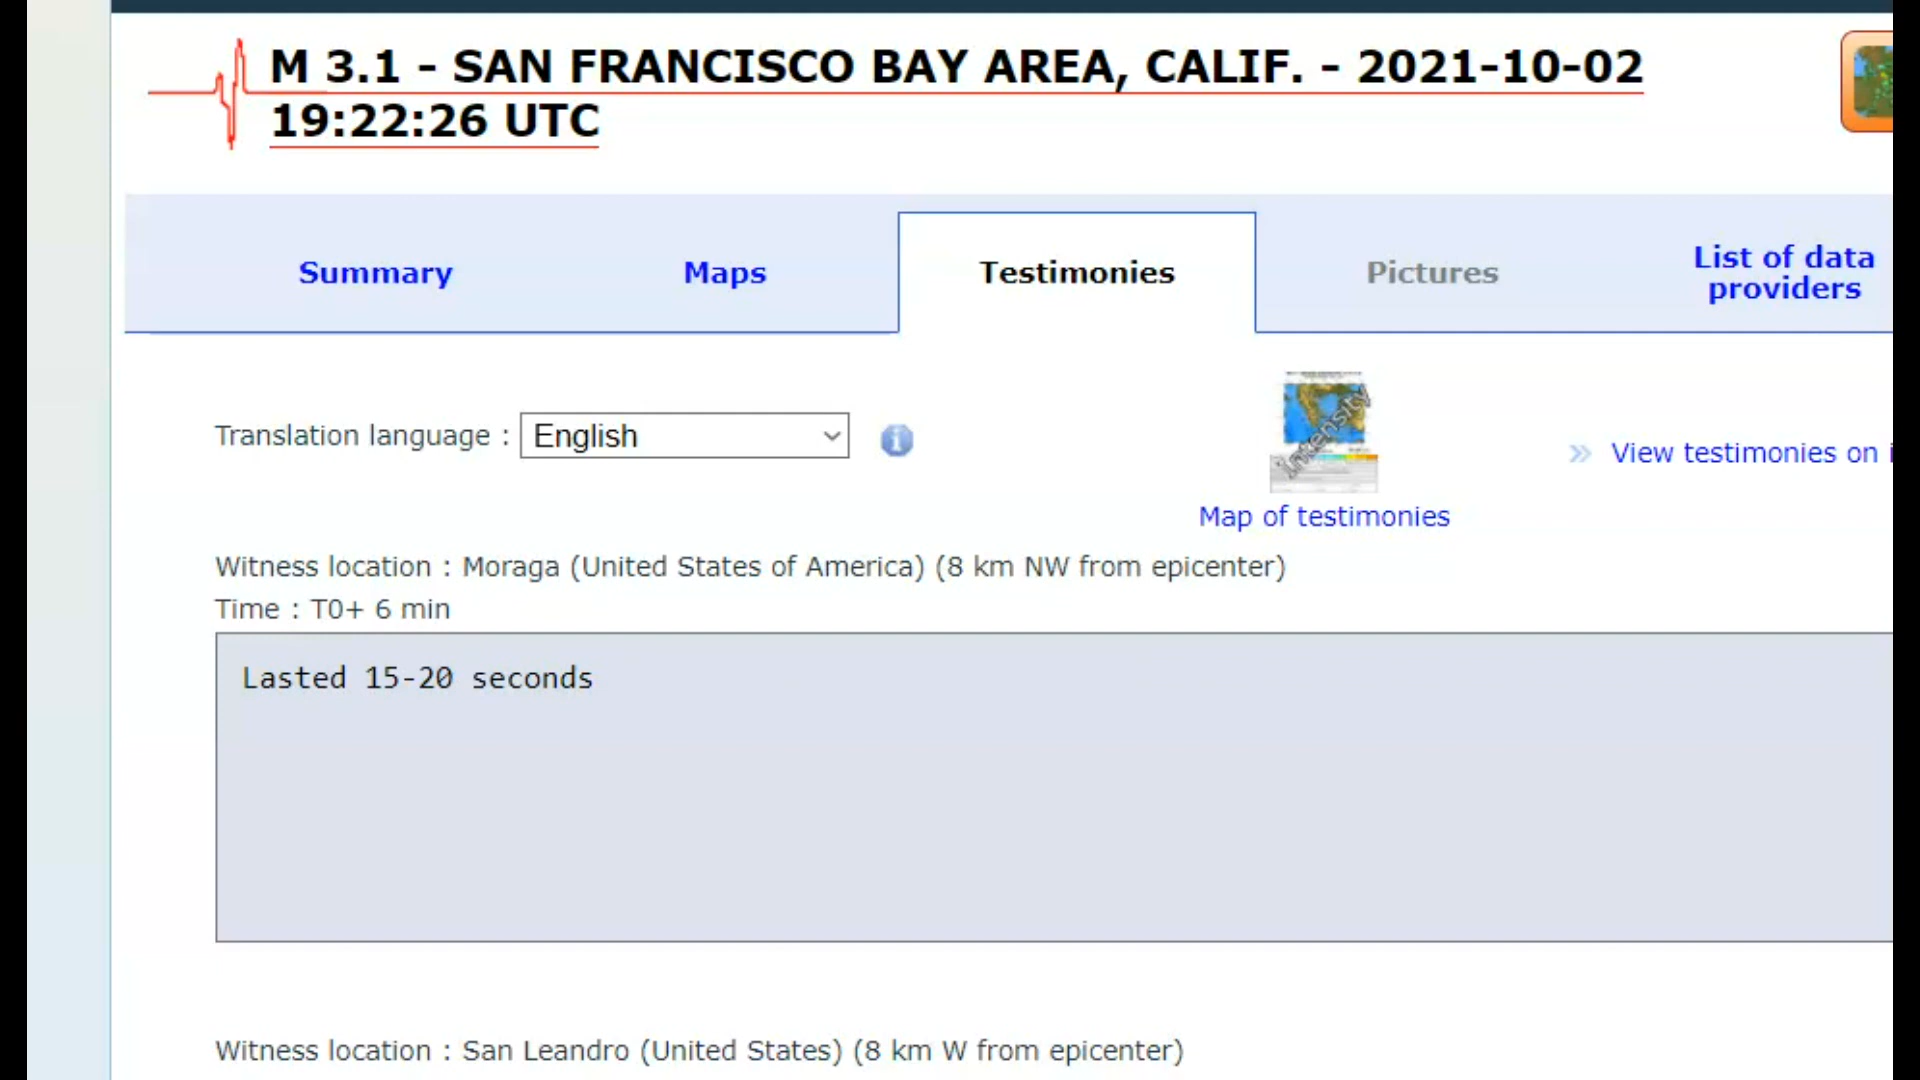 M 3.1 - SAN FRANCISCO BAY AREA, CALIF. - 2021-10-02
19:22:26 UTC
Summary
Maps
Testimonies
Pictures
List of data
providers
Translation language : English
intensity
View testimonies on
Map of testimonies
Witness location : Moraga (United States of America) (8 km NW from epicenter)
Time : T0+ 6 min
Lasted 15-20 seconds
Witness location : San Leandro (United States) (8 km W from epicenter)